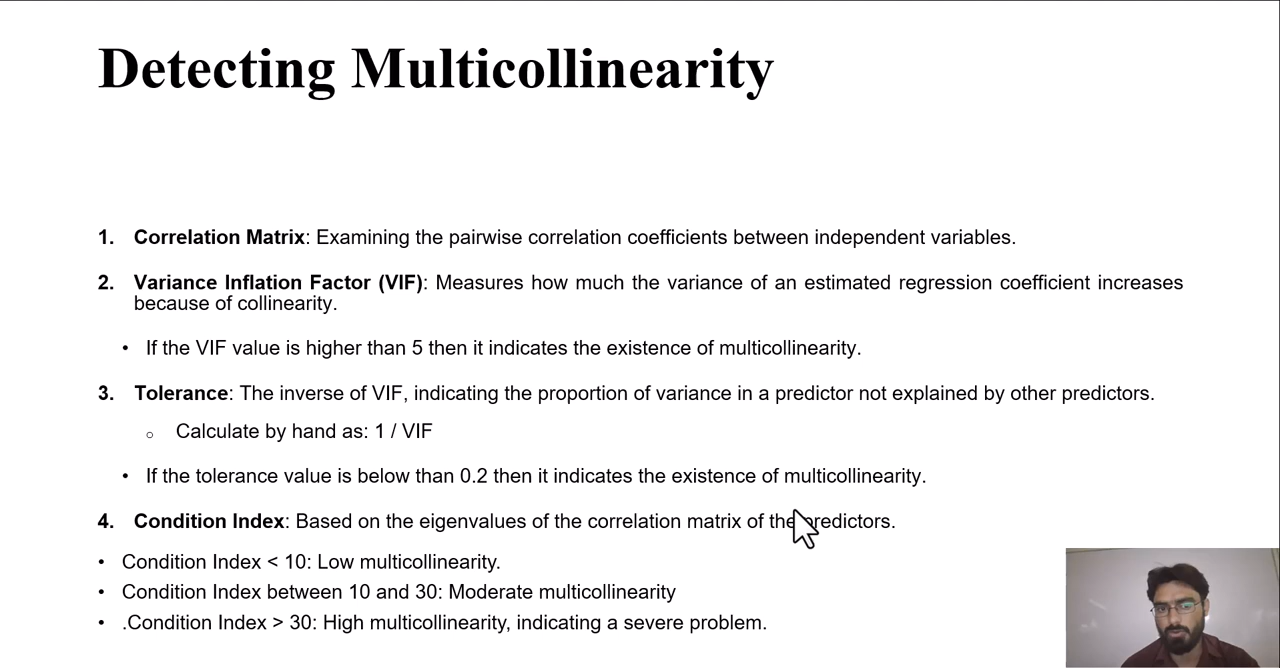 Detecting Multicollinearity
1. Correlation Matrix: Examining the pairwise correlation coefficients between independent variables.
2. Variance Inflation Factor (VIF): Measures how much the variance of an estimated regression coefficient increases
because of collinearity.
• If the VIF value is higher than 5 then it indicates the existence of multicollinearity.
3. Tolerance: The inverse of VIF, indicating the proportion of variance in a predictor not explained by other predictors.
○ Calculate by hand as: 1 / VIF
• If the tolerance value is below than 0.2 then it indicates the existence of multicollinearity.
4. Condition Index: Based on the eigenvalues of the correlation matrix of the predictors.
• Condition Index < 10: Low multicollinearity.
• Condition Index between 10 and 30: Moderate multicollinearity
• .Condition Index > 30: High multicollinearity, indicating a severe problem.